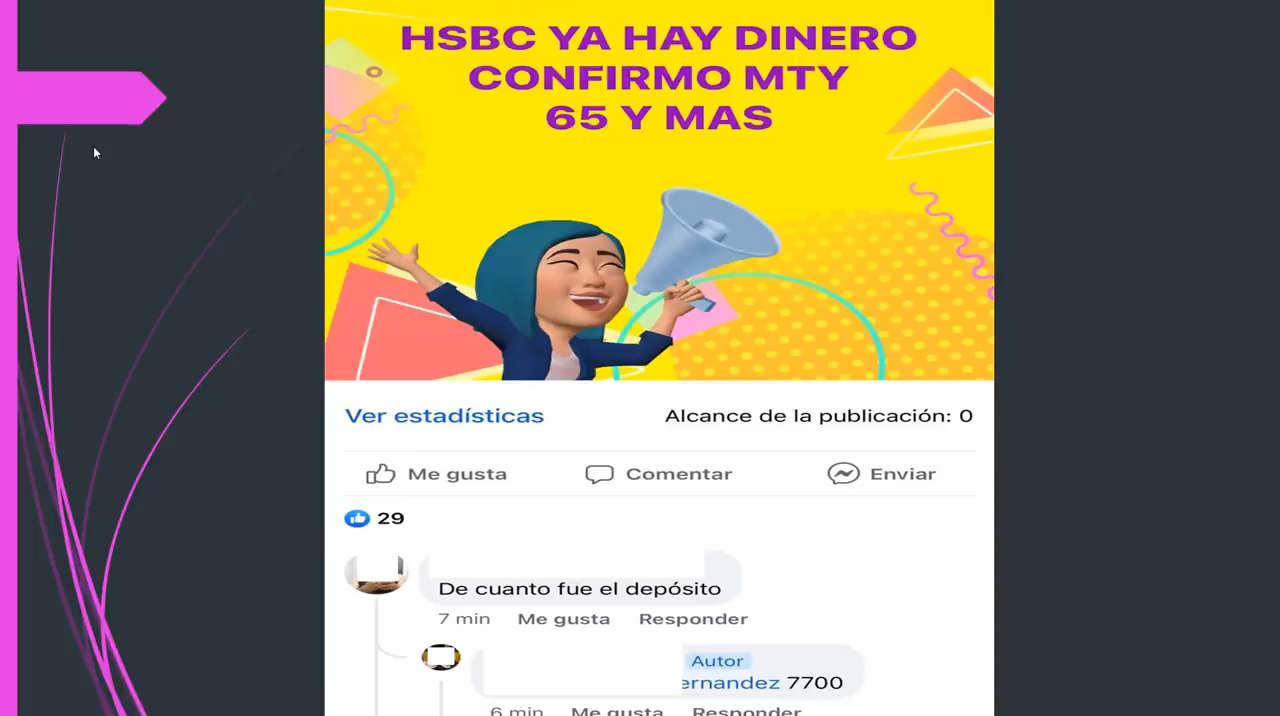 HSBC YA HAY DINERO
CONFIRMO MTY
65 Y MAS
Ver estadísticas Alcance de la publicación: 0
Me gusta Comentar Enviar
29
De cuanto fue el depósito
7 min Me gusta Responder
Autor
ernandez 7700
6 min Me gusta Responder